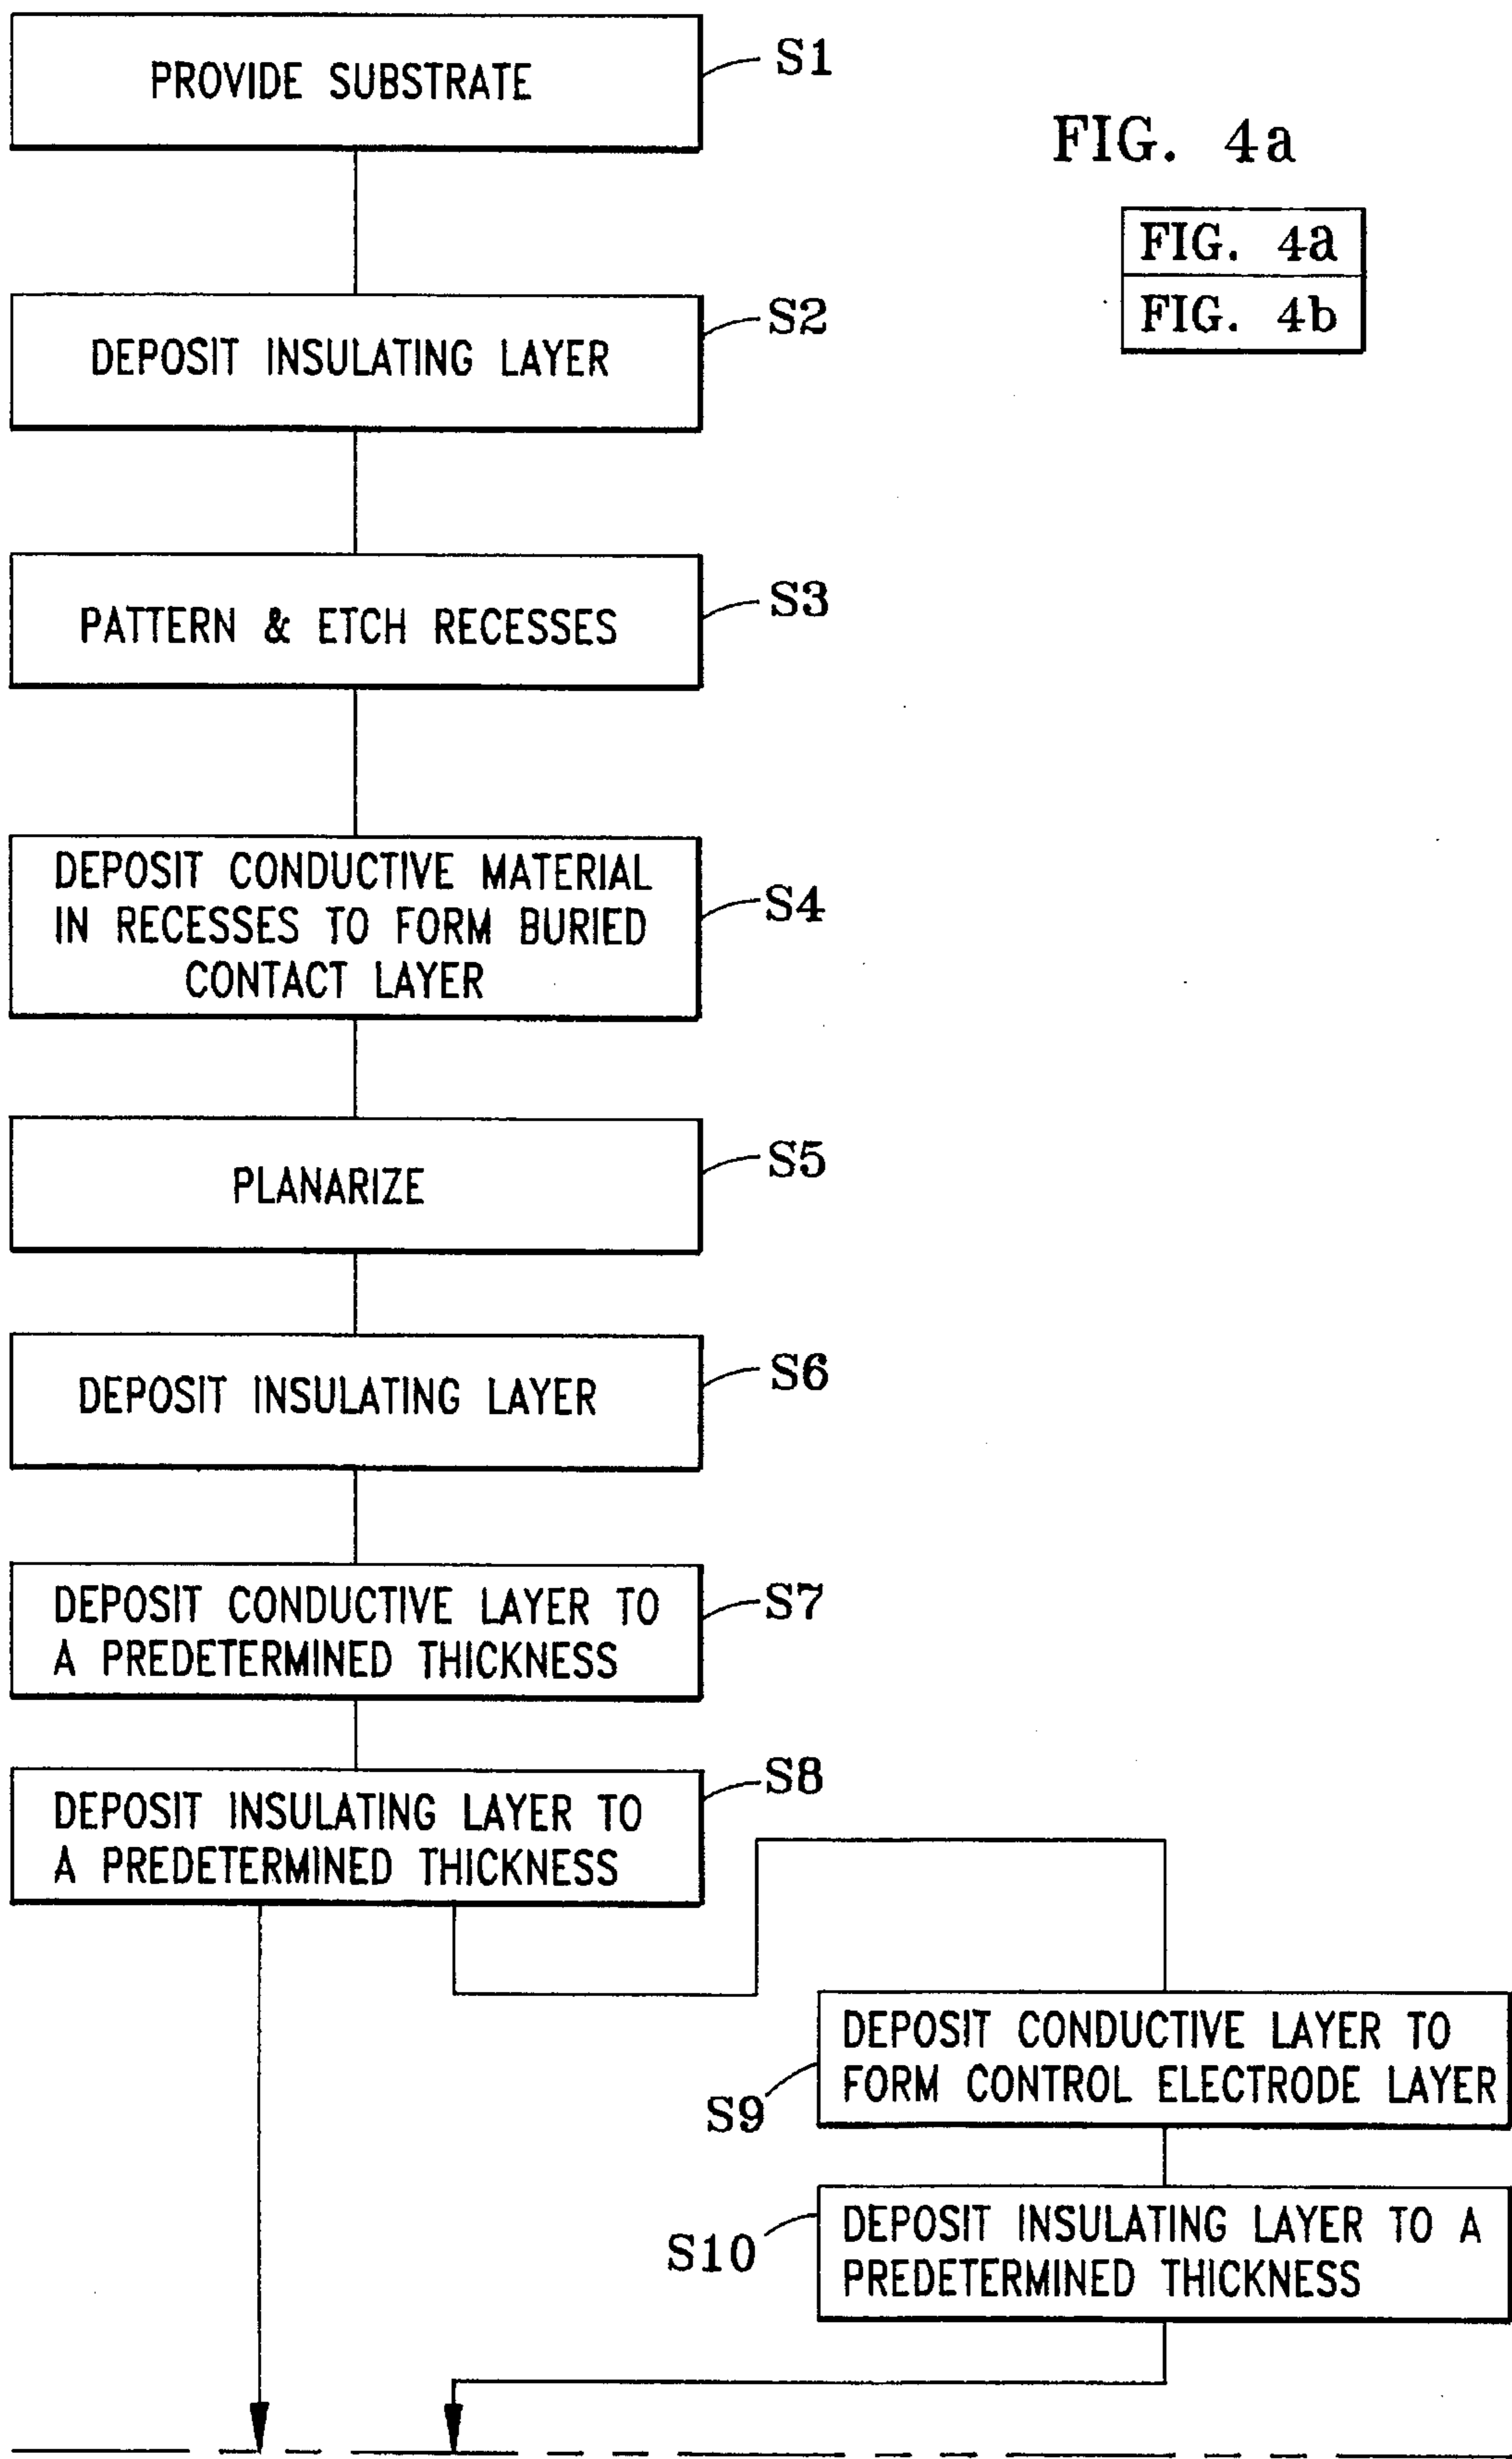 PROVIDE SUBSTRATE
S1
FIG. 4a
FIG. 4a
FIG. 4b
DEPOSIT INSULATING LAYER
S2
PATTERN & ETCH RECESSES
S3
DEPOSIT CONDUCTIVE MATERIAL
IN RECESSES TO FORM BURIED
CONTACT LAYER
S4
PLANARIZE
S5
DEPOSIT INSULATING LAYER
S6
DEPOSIT CONDUCTIVE LAYER TO
A PREDETERMINED THICKNESS
S7
DEPOSIT INSULATING LAYER TO
A PREDETERMINED THICKNESS
S8
DEPOSIT CONDUCTIVE LAYER TO
FORM CONTROL ELECTRODE LAYER
S9
DEPOSIT INSULATING LAYER TO A
PREDETERMINED THICKNESS
S10